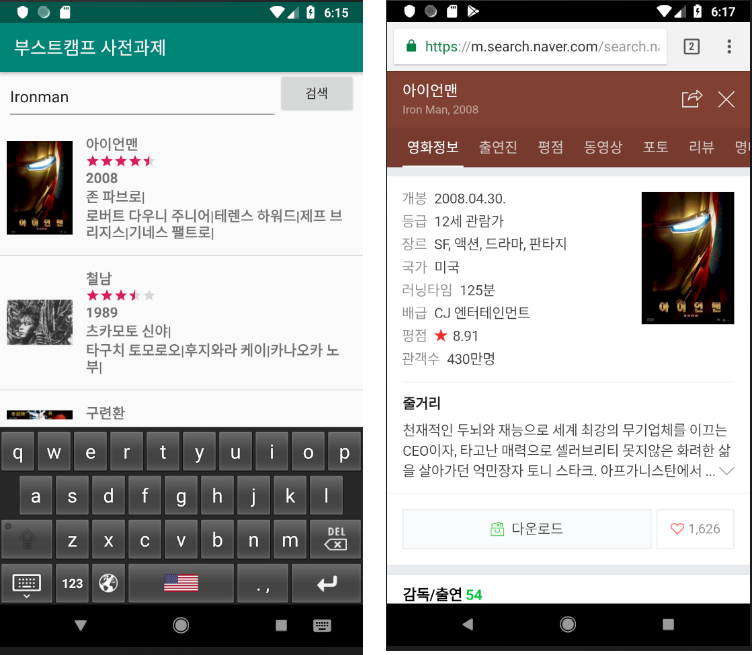 6:15
부스트캠프 사전과제
Ironman
검색
아이언맨
2008
존 파브로|
로버트 다우니 주니어|테렌스 하워드|제프 브
리지스|기네스 팰트로|
철남
1989
츠카모토 신야|
타구치 토모로오|후지와라 케이|카나오카 노
부|
구련환
q w e r t y u i o p
a s d f g h j k l
z x c v b n m DEL
123 . ,
6:17
https://m.search.naver.com/search.n
2
아이언맨
Iron Man, 2008
영화정보 출연진 평점 동영상 포토 리뷰 명
개봉 2008.04.30.
등급 12세 관람가
장르 SF, 액션, 드라마, 판타지
국가 미국
러닝타임 125분
배급 CJ 엔터테인먼트
평점 ★ 8.91
관객수 430만명
아이언맨
줄거리
천재적인 두뇌와 재능으로 세계 최강의 무기업체를 이끄는
CEO이자, 타고난 매력으로 셀러브리티 못지않은 화려한 삶
을 살아가던 억만장자 토니 스타크. 아프가니스탄에서 ...
다운로드
1,626
감독/출연 54